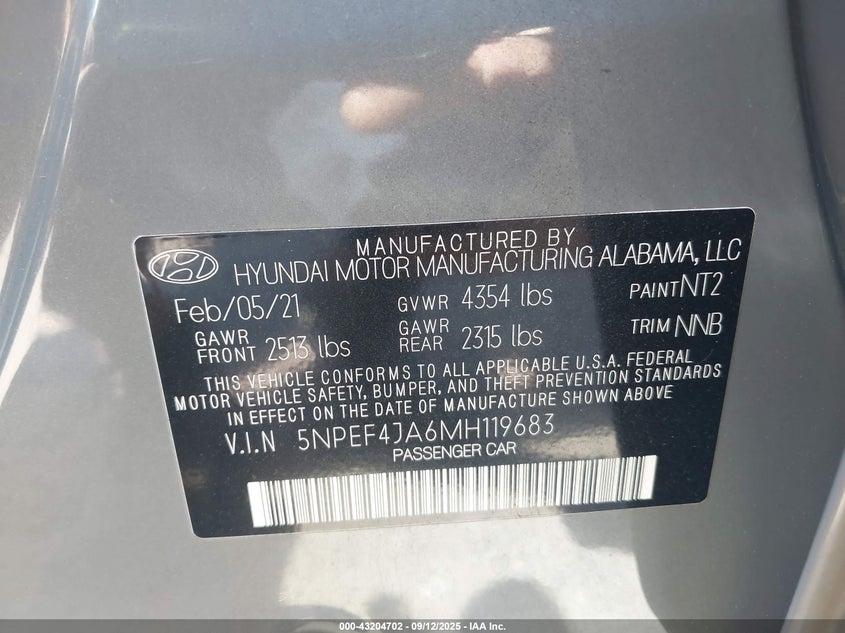 MANUFACTURED BY
HYUNDAI MOTOR MANUFACTURING ALABAMA, LLC
Feb/05/21 GVWR 4354 lbs PAINT NT2
GAWR FRONT 2513 lbs GAWR REAR 2315 lbs TRIM NNB
THIS VEHICLE CONFORMS TO ALL APPLICABLE U.S.A. FEDERAL
MOTOR VEHICLE SAFETY, BUMPER, AND THEFT PREVENTION STANDARDS
IN EFFECT ON THE DATE OF MANUFACTURE SHOWN ABOVE
V.I.N 5NPEF4JA6MH119683
PASSENGER CAR
000-43204702 - 09/12/2025 - IAA Inc.